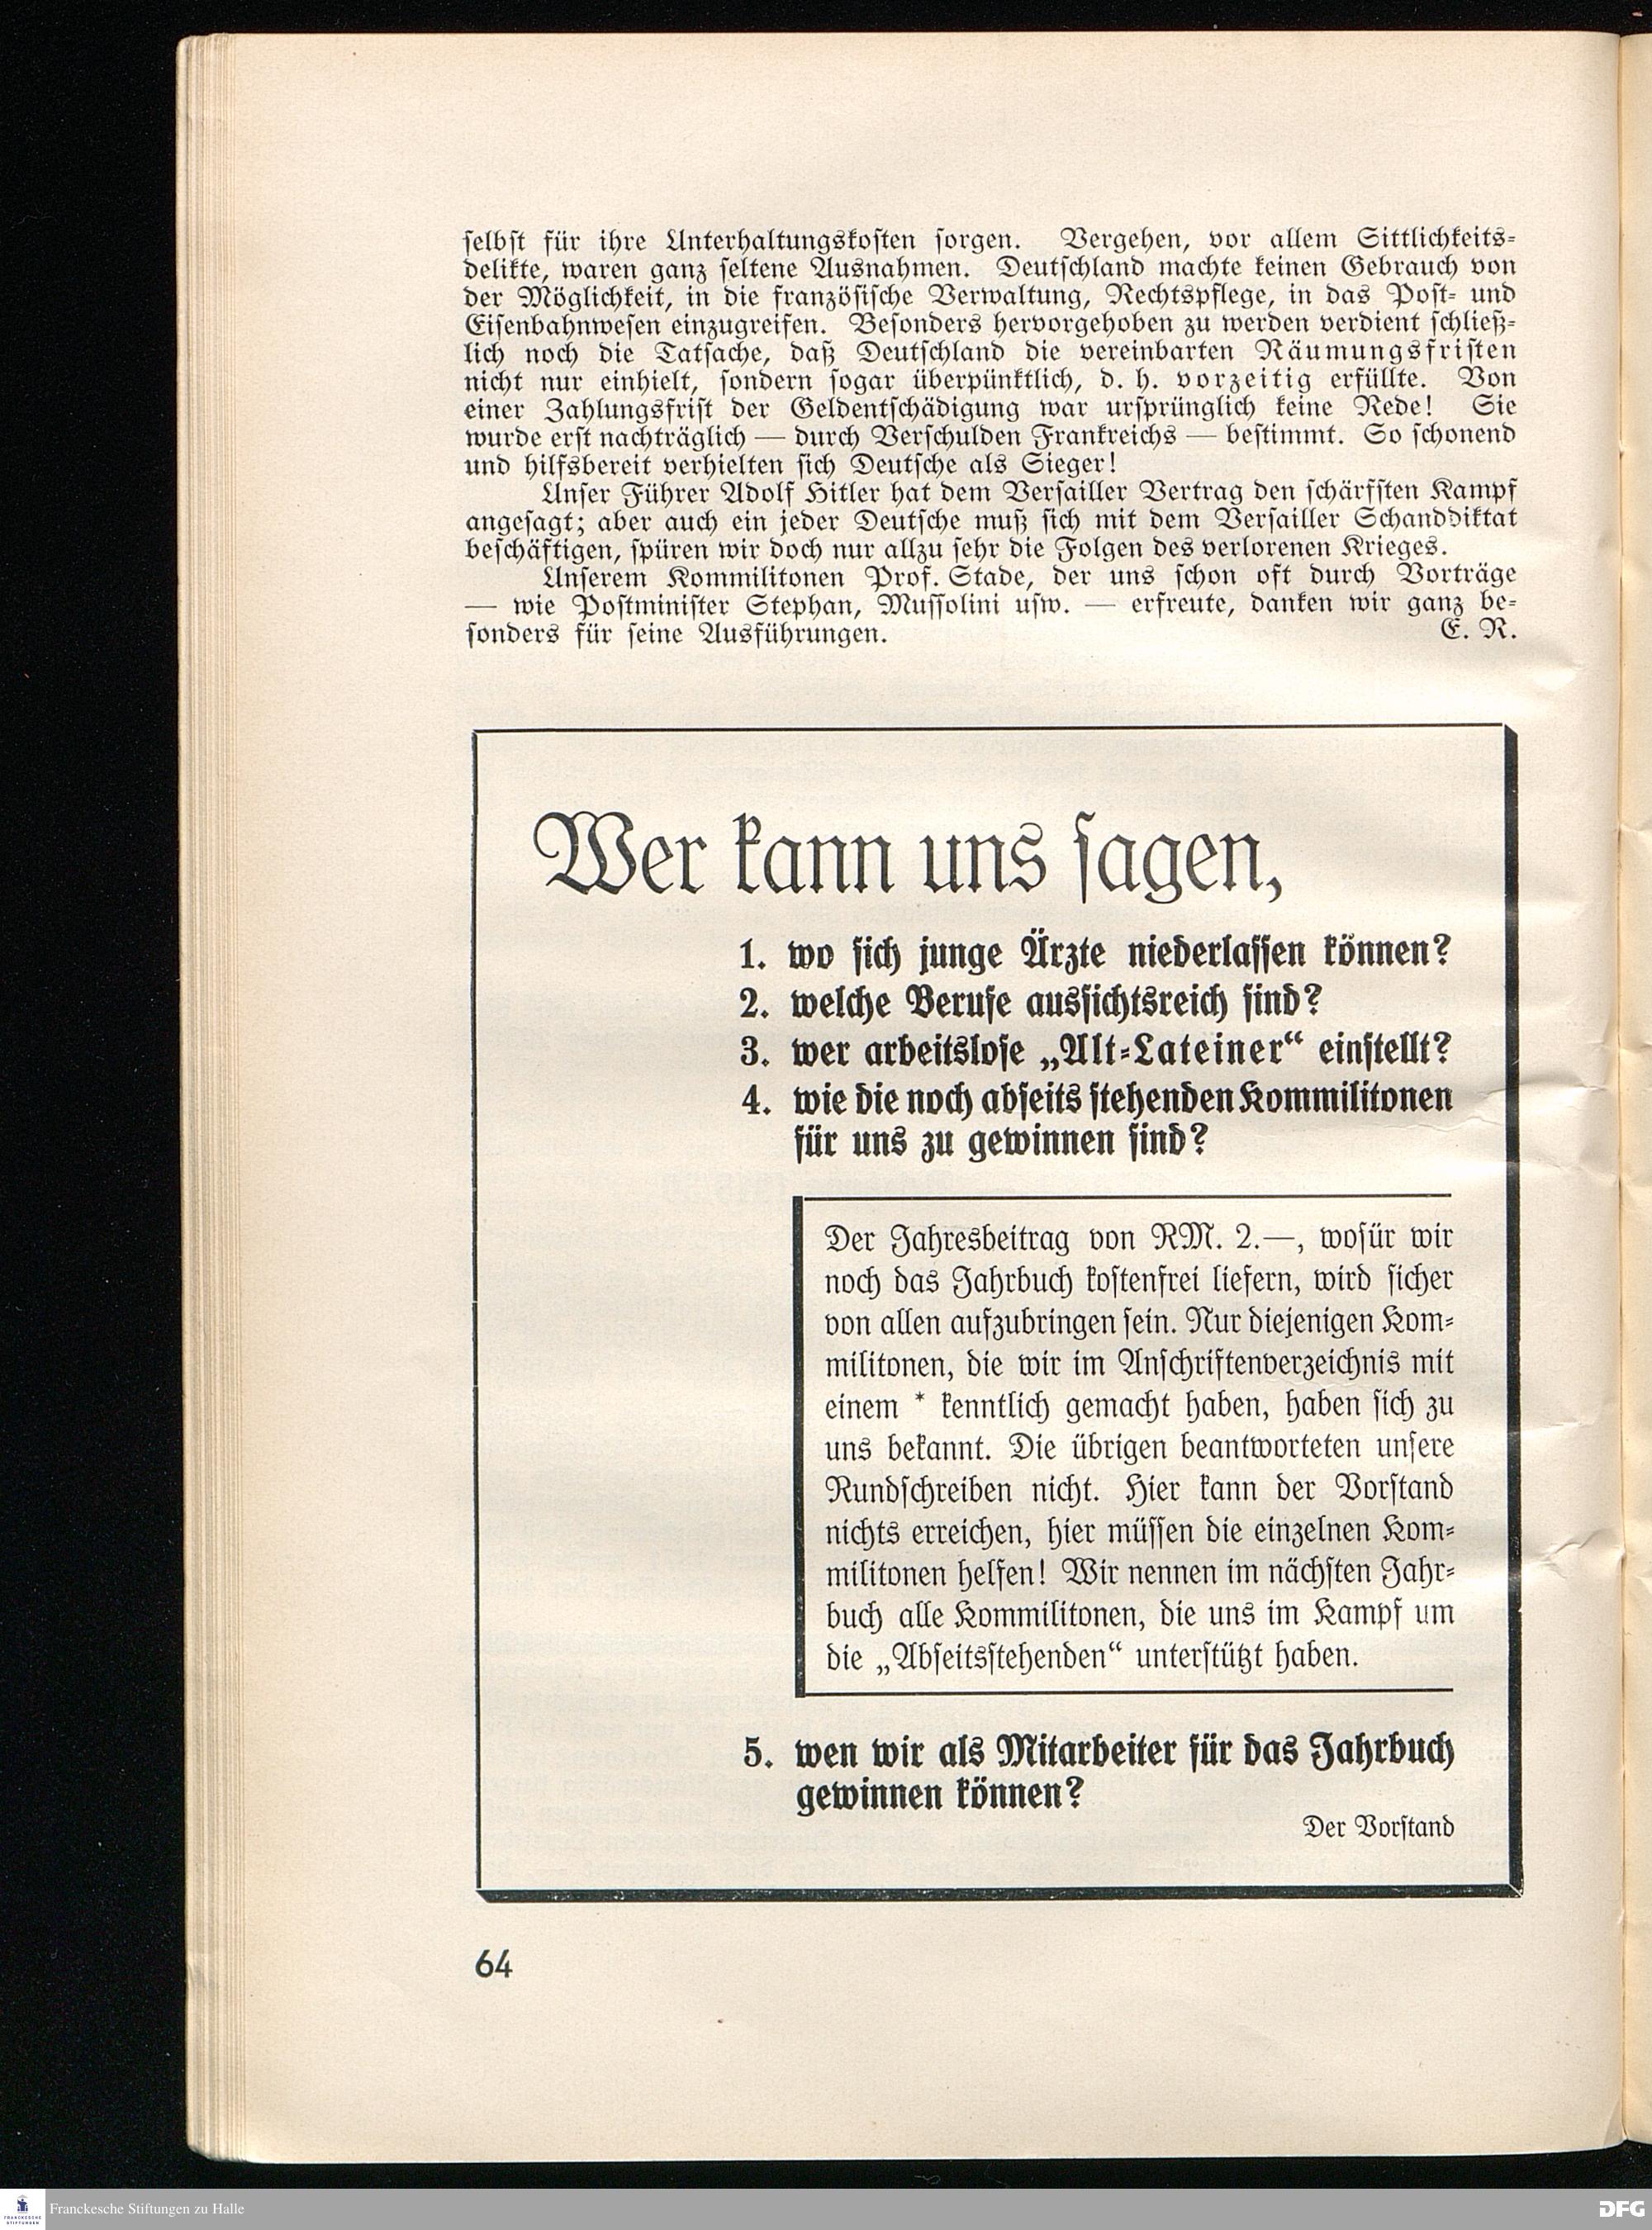 selbst für ihre Unterhaltungskosten sorgen. Vergehen, vor allem Sittlichkeits-
delikte, waren ganz seltene Ausnahmen. Deutschland machte keinen Gebrauch von
der Möglichkeit, in die französische Verwaltung, Rechtspflege, in das Post- und
Eisenbahnwesen einzugreifen. Besonders hervorgehoben zu werden verdient schließ-
lich noch die Tatsache, daß Deutschland die vereinbarten Räumungsfristen
nicht nur einhielt, sondern sogar überpünktlich, d. h. vorzeitig erfüllte. Von
einer Zahlungsfrist der Geldentschädigung war ursprünglich keine Rede! Sie
wurde erst nachträglich — durch Verschulden Frankreichs — bestimmt. So schonend
und hilfsbereit verhielten sich Deutsche als Sieger!
Unser Führer Adolf Hitler hat dem Versailler Vertrag den schärfsten Kampf
angesagt; aber auch ein jeder Deutsche muß sich mit dem Versailler Schanddiktat
beschäftigen, spüren wir doch nur allzu sehr die Folgen des verlorenen Krieges.
Unserem Kommilitonen Prof. Stade, der uns schon oft durch Vorträge
— wie Postminister Stephan, Mussolini usw. — erfreute, danken wir ganz be-
sonders für seine Ausführungen. E. R.
Wer kann uns sagen,
1. wo sich junge Ärzte niederlassen können?
2. welche Berufe aussichtsreich sind?
3. wer arbeitslose „Alt-Lateiner“ einstellt?
4. wie die noch abseits stehenden Kommilitonen
für uns zu gewinnen sind?
Der Jahresbeitrag von RM. 2.—, wofür wir
noch das Jahrbuch kostenfrei liefern, wird sicher
von allen aufzubringen sein. Nur diejenigen Kom-
militonen, die wir im Anschriftenverzeichnis mit
einem * kenntlich gemacht haben, haben sich zu
uns bekannt. Die übrigen beantworteten unsere
Rundschreiben nicht. Hier kann der Vorstand
nichts erreichen, hier müssen die einzelnen Kom-
militonen helfen! Wir nennen im nächsten Jahr-
buch alle Kommilitonen, die uns im Kampf um
die „Abseitsstehenden“ unterstützt haben.
5. wen wir als Mitarbeiter für das Jahrbuch
gewinnen können?
Der Vorstand
64
FRANCKESCHE STIFTUNGEN
Franckesche Stiftungen zu Halle
DFG